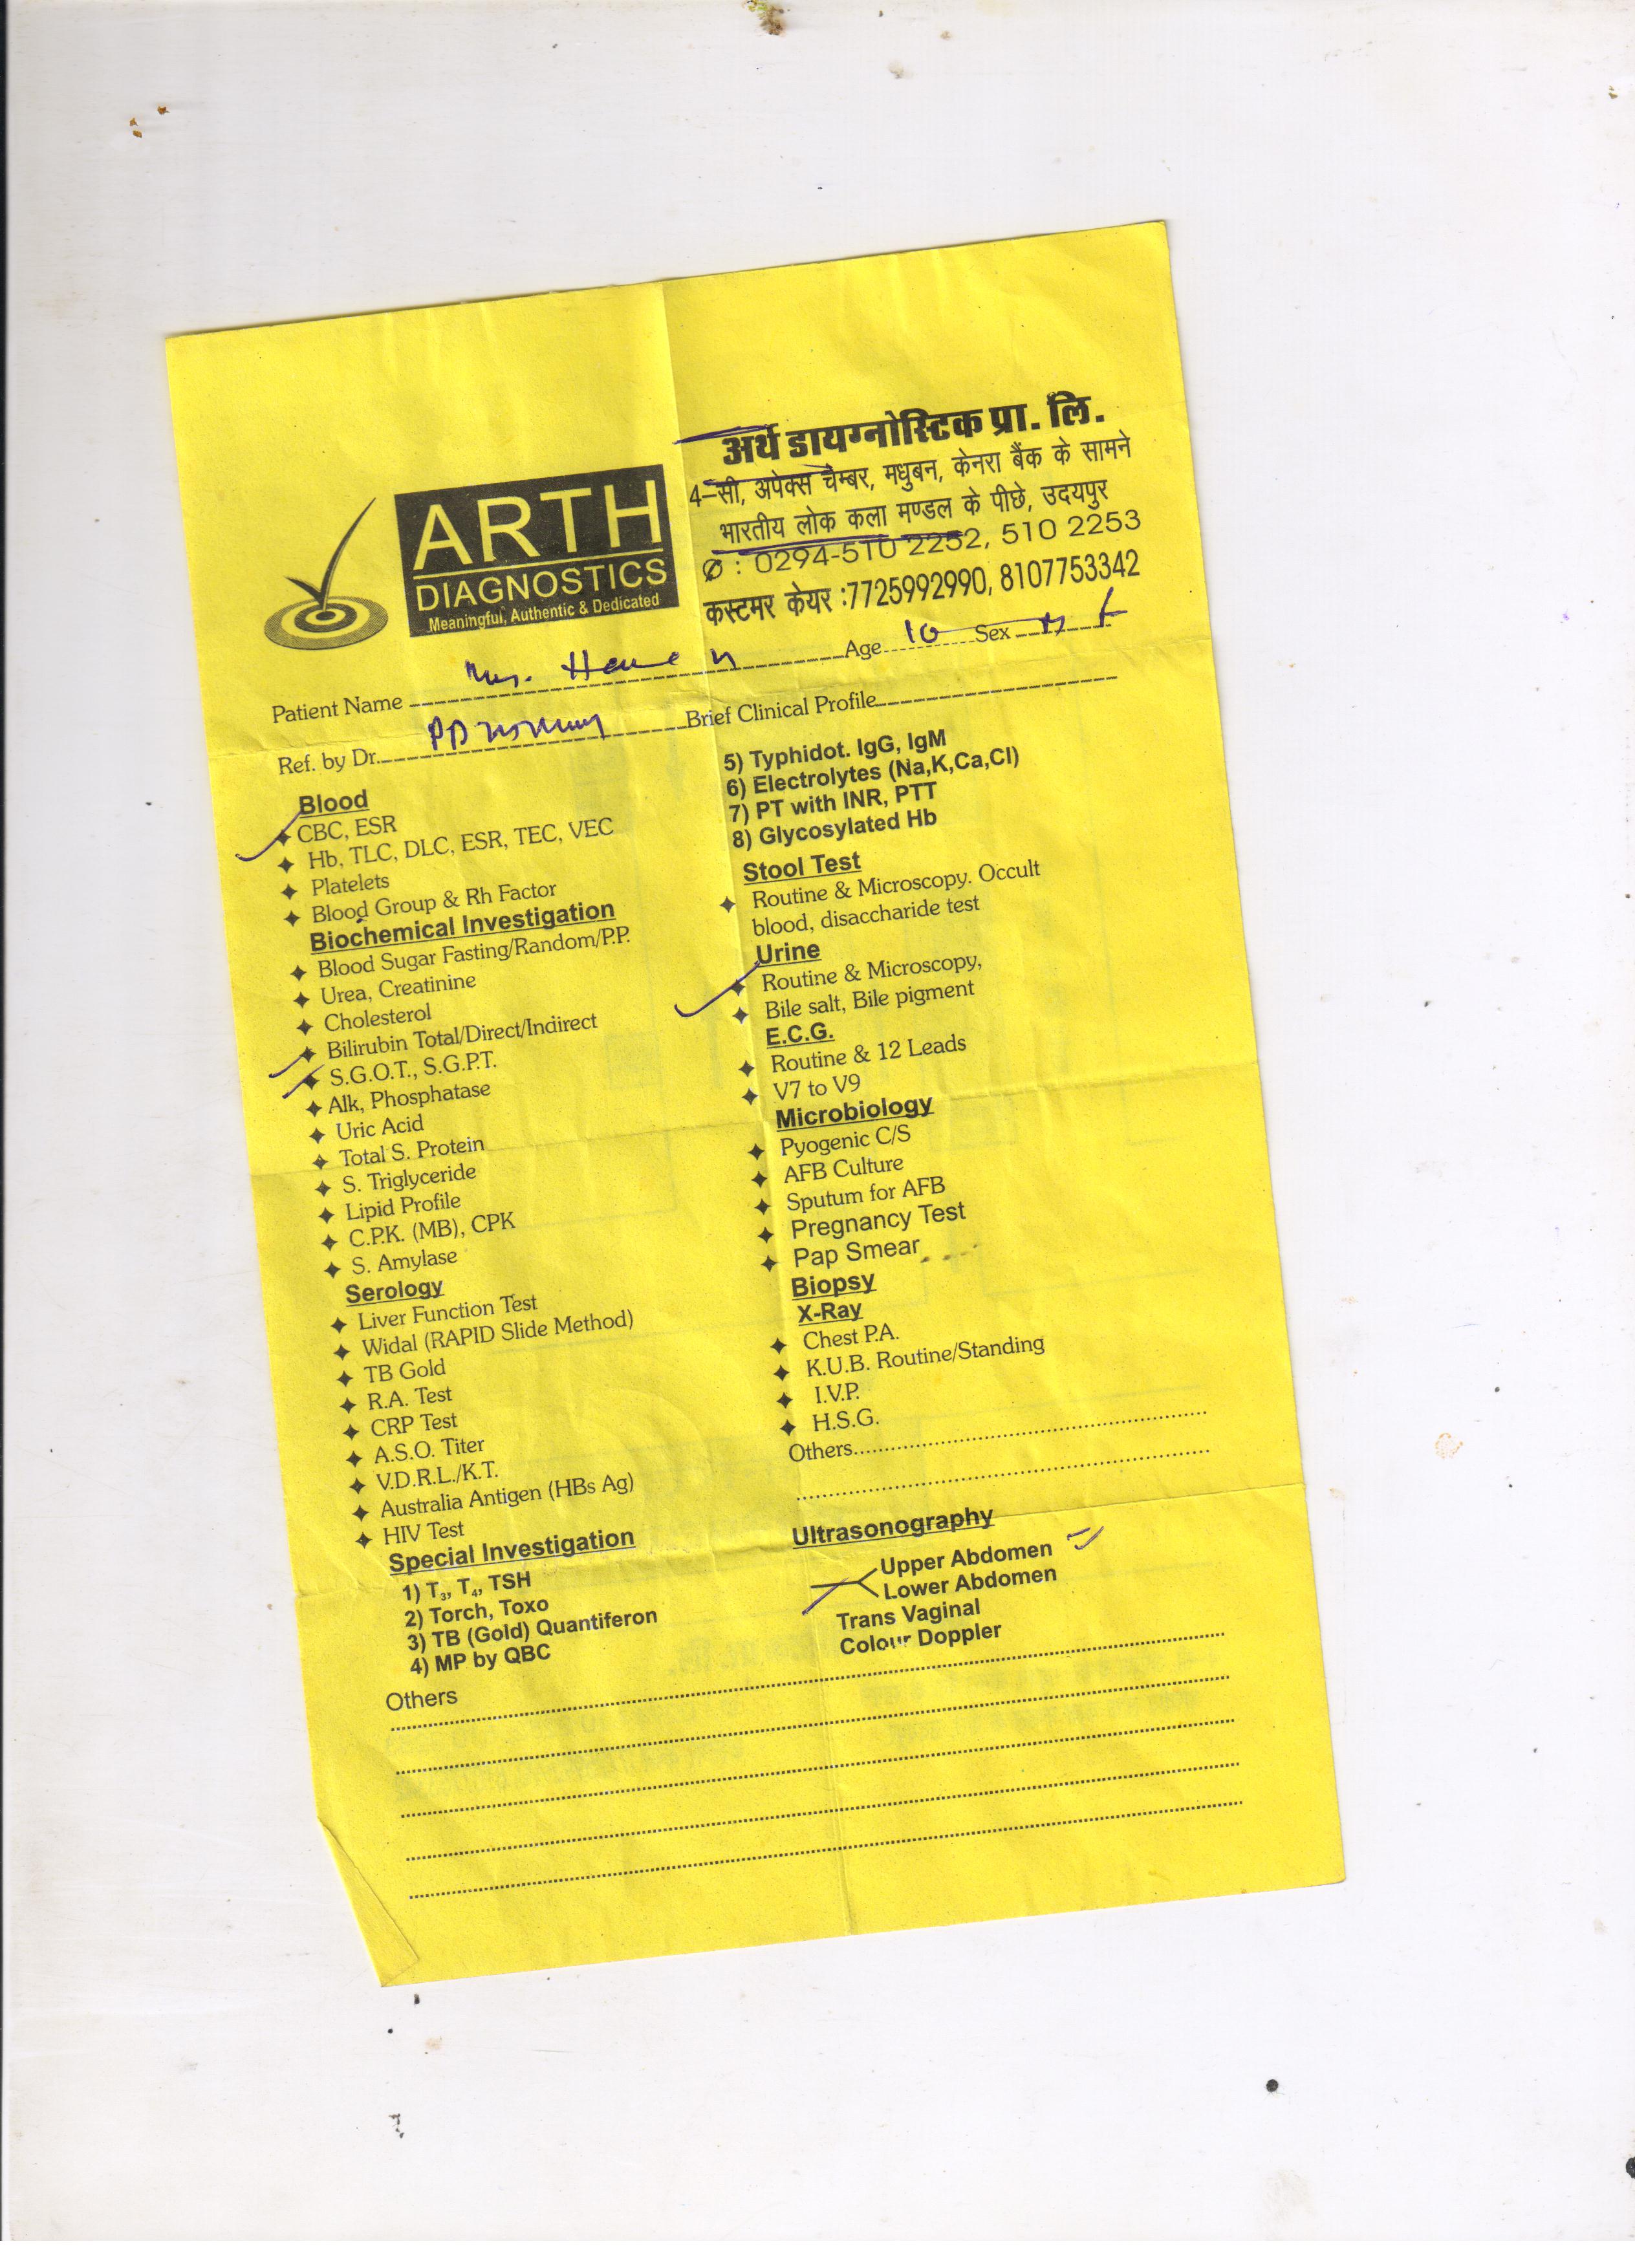 अर्थ डायग्नोस्टिक प्रा. लि.
4-सी, अपेक्स चैम्बर, मधुबन, केनरा बैंक के सामने
भारतीय लोक कला मण्डल के पीछे, उदयपुर
: 0294-510 2252, 510 2253
कस्टमर केयर :7725992990, 8107753342
ARTH
DIAGNOSTICS
Meaningful, Authentic & Dedicated
Patient Name Age 10 Sex
Ref. by Dr. Brief Clinical Profile
Blood
CBC, ESR
Hb, TLC, DLC, ESR, TEC, VEC
Platelets
Blood Group & Rh Factor
Biochemical Investigation
Blood Sugar Fasting/Random/P.P.
Urea, Creatinine
Cholesterol
Bilirubin Total/Direct/Indirect
S.G.O.T., S.G.P.T.
Alk, Phosphatase
Uric Acid
Total S. Protein
S. Triglyceride
Lipid Profile
C.P.K. (MB), CPK
S. Amylase
Serology
Liver Function Test
Widal (RAPID Slide Method)
TB Gold
R.A. Test
CRP Test
A.S.O. Titer
V.D.R.L./K.T.
Australia Antigen (HBs Ag)
HIV Test
Special Investigation
1) T₃, T₄, TSH
2) Torch, Toxo
3) TB (Gold) Quantiferon
4) MP by QBC
5) Typhidot. IgG, IgM
6) Electrolytes (Na,K,Ca,Cl)
7) PT with INR, PTT
8) Glycosylated Hb
Stool Test
Routine & Microscopy. Occult
blood, disaccharide test
Urine
Routine & Microscopy,
Bile salt, Bile pigment
E.C.G.
Routine & 12 Leads
V7 to V9
Microbiology
Pyogenic C/S
AFB Culture
Sputum for AFB
Pregnancy Test
Pap Smear
Biopsy
X-Ray
Chest P.A.
K.U.B. Routine/Standing
I.V.P.
H.S.G.
Others
Ultrasonography
Upper Abdomen
Lower Abdomen
Trans Vaginal
Colour Doppler
Others